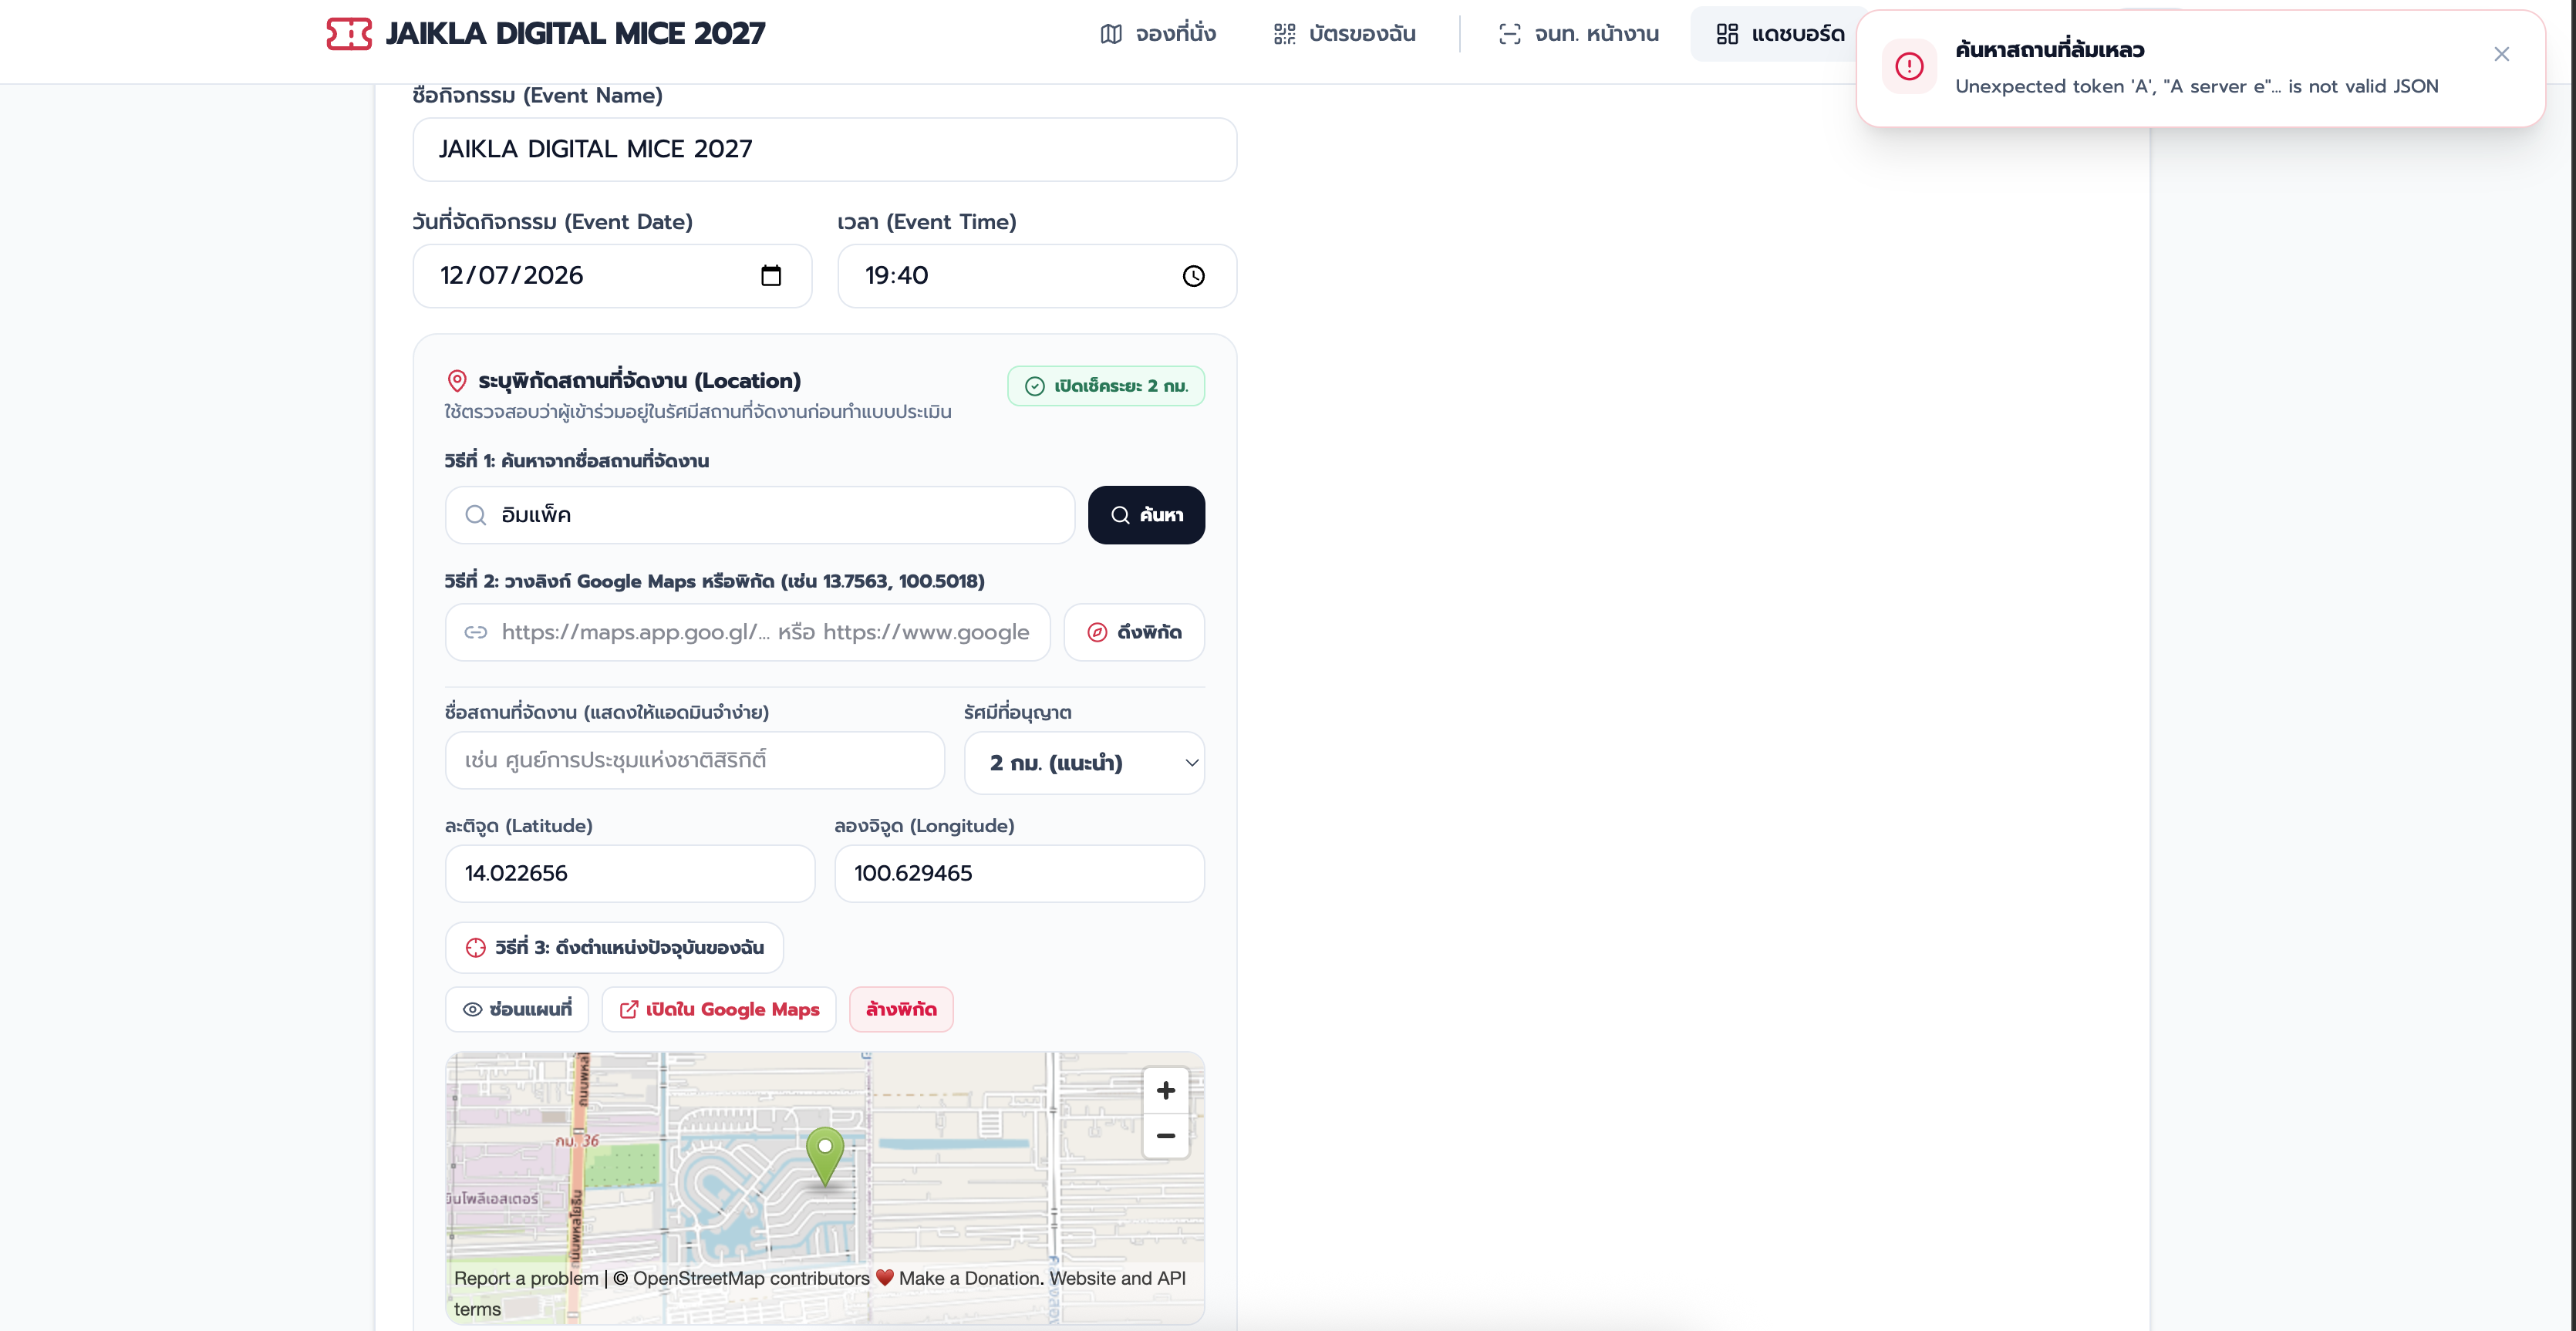 JAIKLA DIGITAL MICE 2027
จองที่นั่ง
บัตรของฉัน
จนท. หน้างาน
แดชบอร์ด
ค้นหาสถานที่ล้มเหลว
Unexpected token 'A', "A server e"... is not valid JSON
ชื่อกิจกรรม (Event Name)
JAIKLA DIGITAL MICE 2027
วันที่จัดกิจกรรม (Event Date)
เวลา (Event Time)
12/07/2026
19:40
ระบุพิกัดสถานที่จัดงาน (Location)
เปิดเช็คระยะ 2 กม.
ใช้ตรวจสอบว่าผู้เข้าร่วมอยู่ในรัศมีสถานที่จัดงานก่อนทำแบบประเมิน
วิธีที่ 1: ค้นหาจากชื่อสถานที่จัดงาน
อิมแพ็ค
ค้นหา
วิธีที่ 2: วางลิงก์ Google Maps หรือพิกัด (เช่น 13.7563, 100.5018)
https://maps.app.goo.gl/... หรือ https://www.google
ดึงพิกัด
ชื่อสถานที่จัดงาน (แสดงให้แอดมินจำง่าย)
รัศมีที่อนุญาต
เช่น ศูนย์การประชุมแห่งชาติสิริกิติ์
2 กม. (แนะนำ)
ละติจูด (Latitude)
ลองจิจูด (Longitude)
14.022656
100.629465
วิธีที่ 3: ดึงตำแหน่งปัจจุบันของฉัน
ซ่อนแผนที่
เปิดใน Google Maps
ล้างพิกัด
กม. 36
ถนนพหลโยธิน
Report a problem | © OpenStreetMap contributors ♥ Make a Donation. Website and API
terms